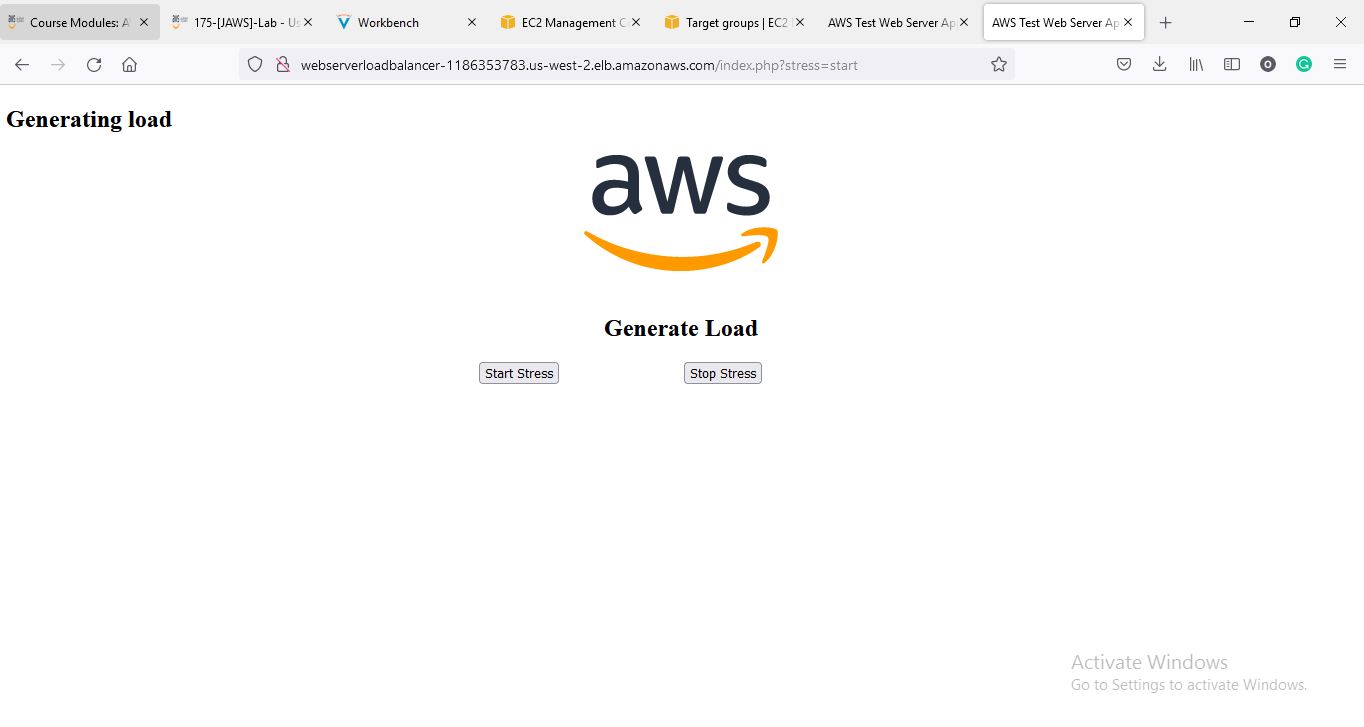 Course Modules: A
175-[JAWS]-Lab - Us
Workbench
EC2 Management C
Target groups | EC2
AWS Test Web Server Ap
AWS Test Web Server Ap
webserverloadbalancer-1186353783.us-west-2.elb.amazonaws.com/index.php?stress=start
O
G
Generating load
aws
Generate Load
Start Stress
Stop Stress
Activate Windows
Go to Settings to activate Windows.